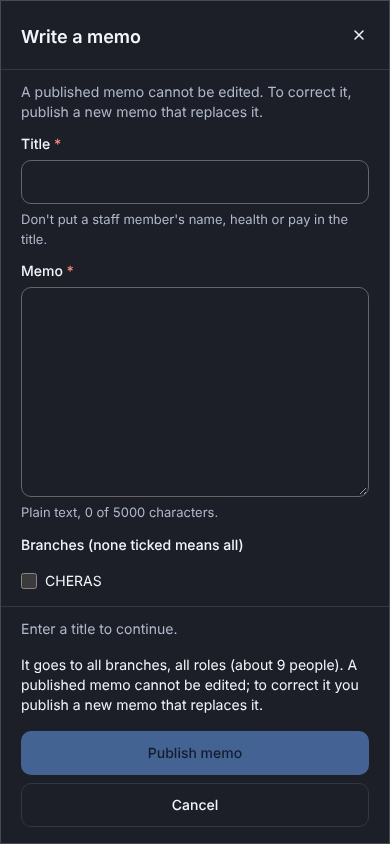 Write a memo
A published memo cannot be edited. To correct it,
publish a new memo that replaces it.
Title *
Don't put a staff member's name, health or pay in the
title.
Memo *
Plain text, 0 of 5000 characters.
Branches (none ticked means all)
CHERAS
Enter a title to continue.
It goes to all branches, all roles (about 9 people). A
published memo cannot be edited; to correct it you
publish a new memo that replaces it.
Publish memo
Cancel